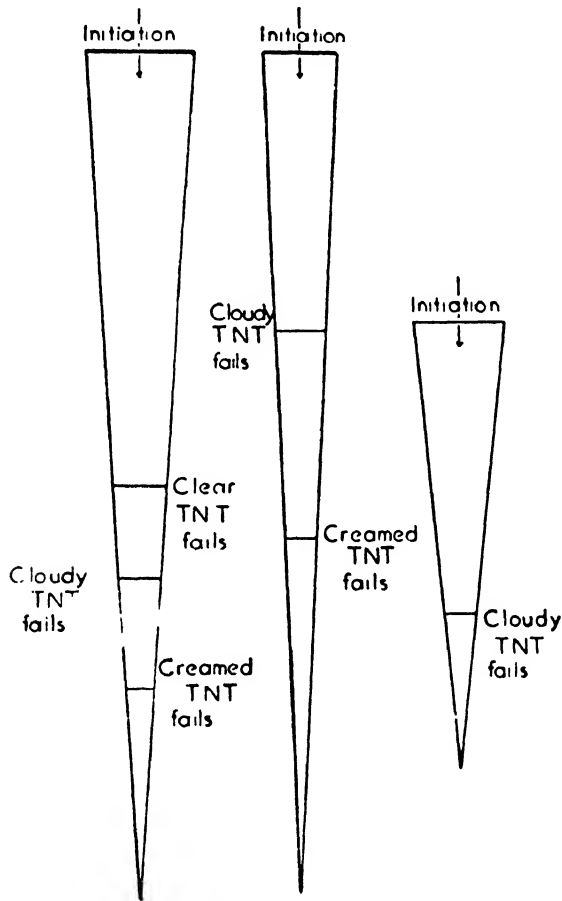 Initiation
Clear
TNT
fails
Cloudy
TNT
fails
Creamed
TNT
fails
Initiation
Cloudy
TNT
fails
Creamed
TNT
fails
Initiation
Cloudy
TNT
fails